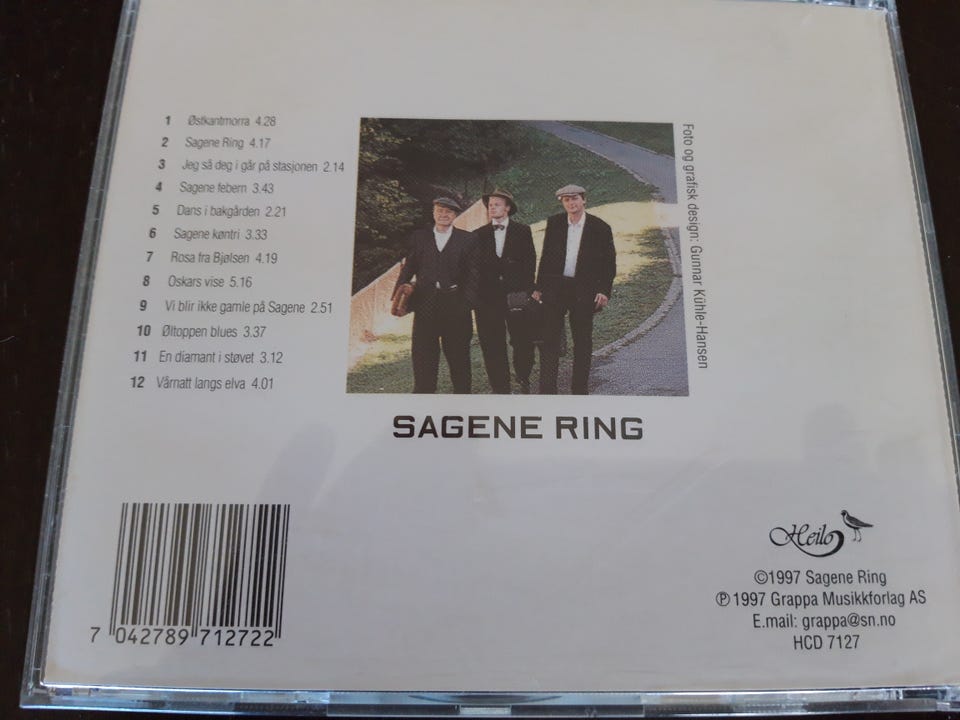 1 Østkantmorra 4.28
2 Sagene Ring 4.17
3 Jeg så deg i går på stasjonen 2.14
4 Sagene febern 3.43
5 Dans i bakgården 2.21
6 Sagene køntri 3.33
7 Rosa fra Bjølsen 4.19
8 Oskars vise 5.16
9 Vi blir ikke gamle på Sagene 2.51
10 Øltoppen blues 3.37
11 En diamant i støvet 3.12
12 Vårnatt langs elva 4.01
Foto og grafisk design: Gunnar Kühle-Hansen
SAGENE RING
7 042789 712722
Heilo
©1997 Sagene Ring
℗ 1997 Grappa Musikkforlag AS
E.mail: grappa@sn.no
HCD 7127